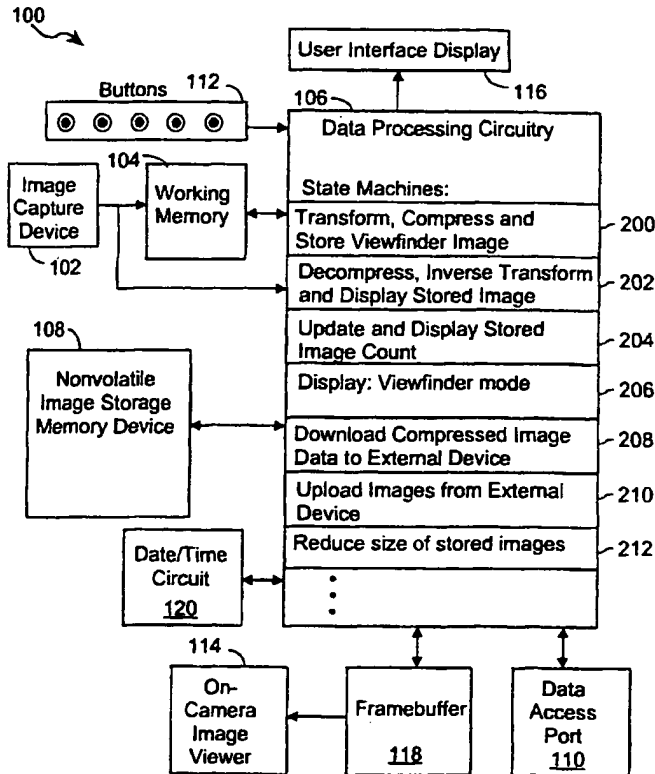 100
User Interface Display
116
Buttons
112
106
Data Processing Circuitry
104
Image
Capture
Device
102
Working
Memory
State Machines:
Transform, Compress and
Store Viewfinder Image
200
Decompress, Inverse Transform
and Display Stored Image
202
108
Update and Display Stored
Image Count
204
Nonvolatile
Image Storage
Memory Device
Display: Viewfinder mode
206
Download Compressed Image
Data to External Device
208
Upload Images from External
Device
210
Reduce size of stored images
212
Date/Time
Circuit
120
114
On-
Camera
Image
Viewer
Framebuffer
118
Data
Access
Port
110